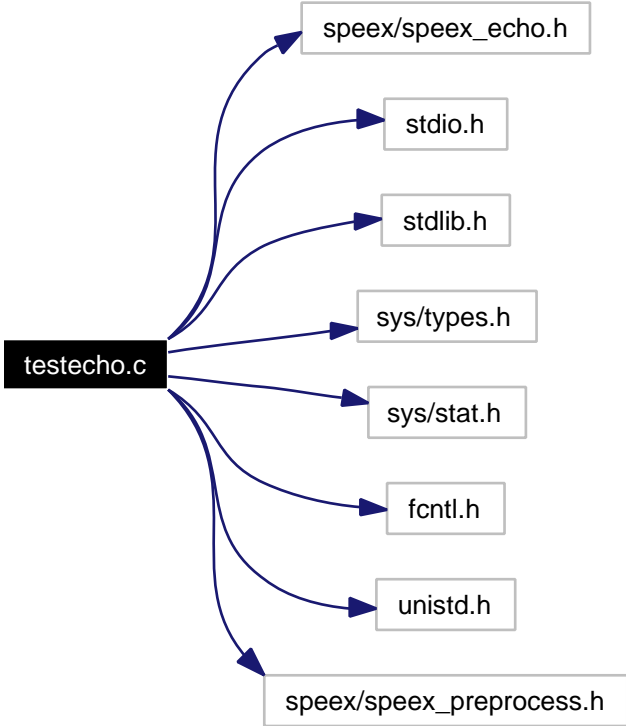 speex/speex_echo.h
stdio.h
stdlib.h
sys/types.h
testecho.c
sys/stat.h
fcntl.h
unistd.h
speex/speex_preprocess.h